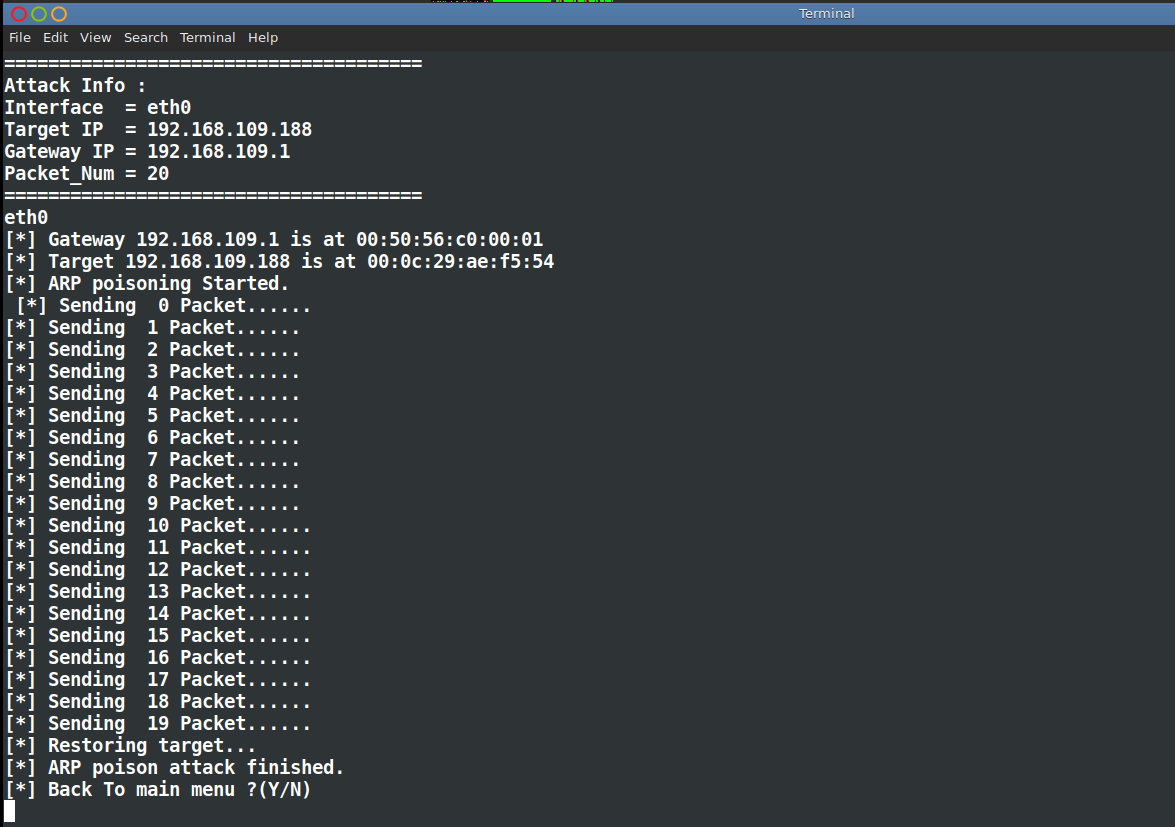 Terminal
File Edit View Search Terminal Help
======================================
Attack Info :
Interface  = eth0
Target IP  = 192.168.109.188
Gateway IP = 192.168.109.1
Packet_Num = 20
======================================
eth0
[*] Gateway 192.168.109.1 is at 00:50:56:c0:00:01
[*] Target 192.168.109.188 is at 00:0c:29:ae:f5:54
[*] ARP poisoning Started.
 [*] Sending  0 Packet......
[*] Sending  1 Packet......
[*] Sending  2 Packet......
[*] Sending  3 Packet......
[*] Sending  4 Packet......
[*] Sending  5 Packet......
[*] Sending  6 Packet......
[*] Sending  7 Packet......
[*] Sending  8 Packet......
[*] Sending  9 Packet......
[*] Sending  10 Packet......
[*] Sending  11 Packet......
[*] Sending  12 Packet......
[*] Sending  13 Packet......
[*] Sending  14 Packet......
[*] Sending  15 Packet......
[*] Sending  16 Packet......
[*] Sending  17 Packet......
[*] Sending  18 Packet......
[*] Sending  19 Packet......
[*] Restoring target...
[*] ARP poison attack finished.
[*] Back To main menu ?(Y/N)